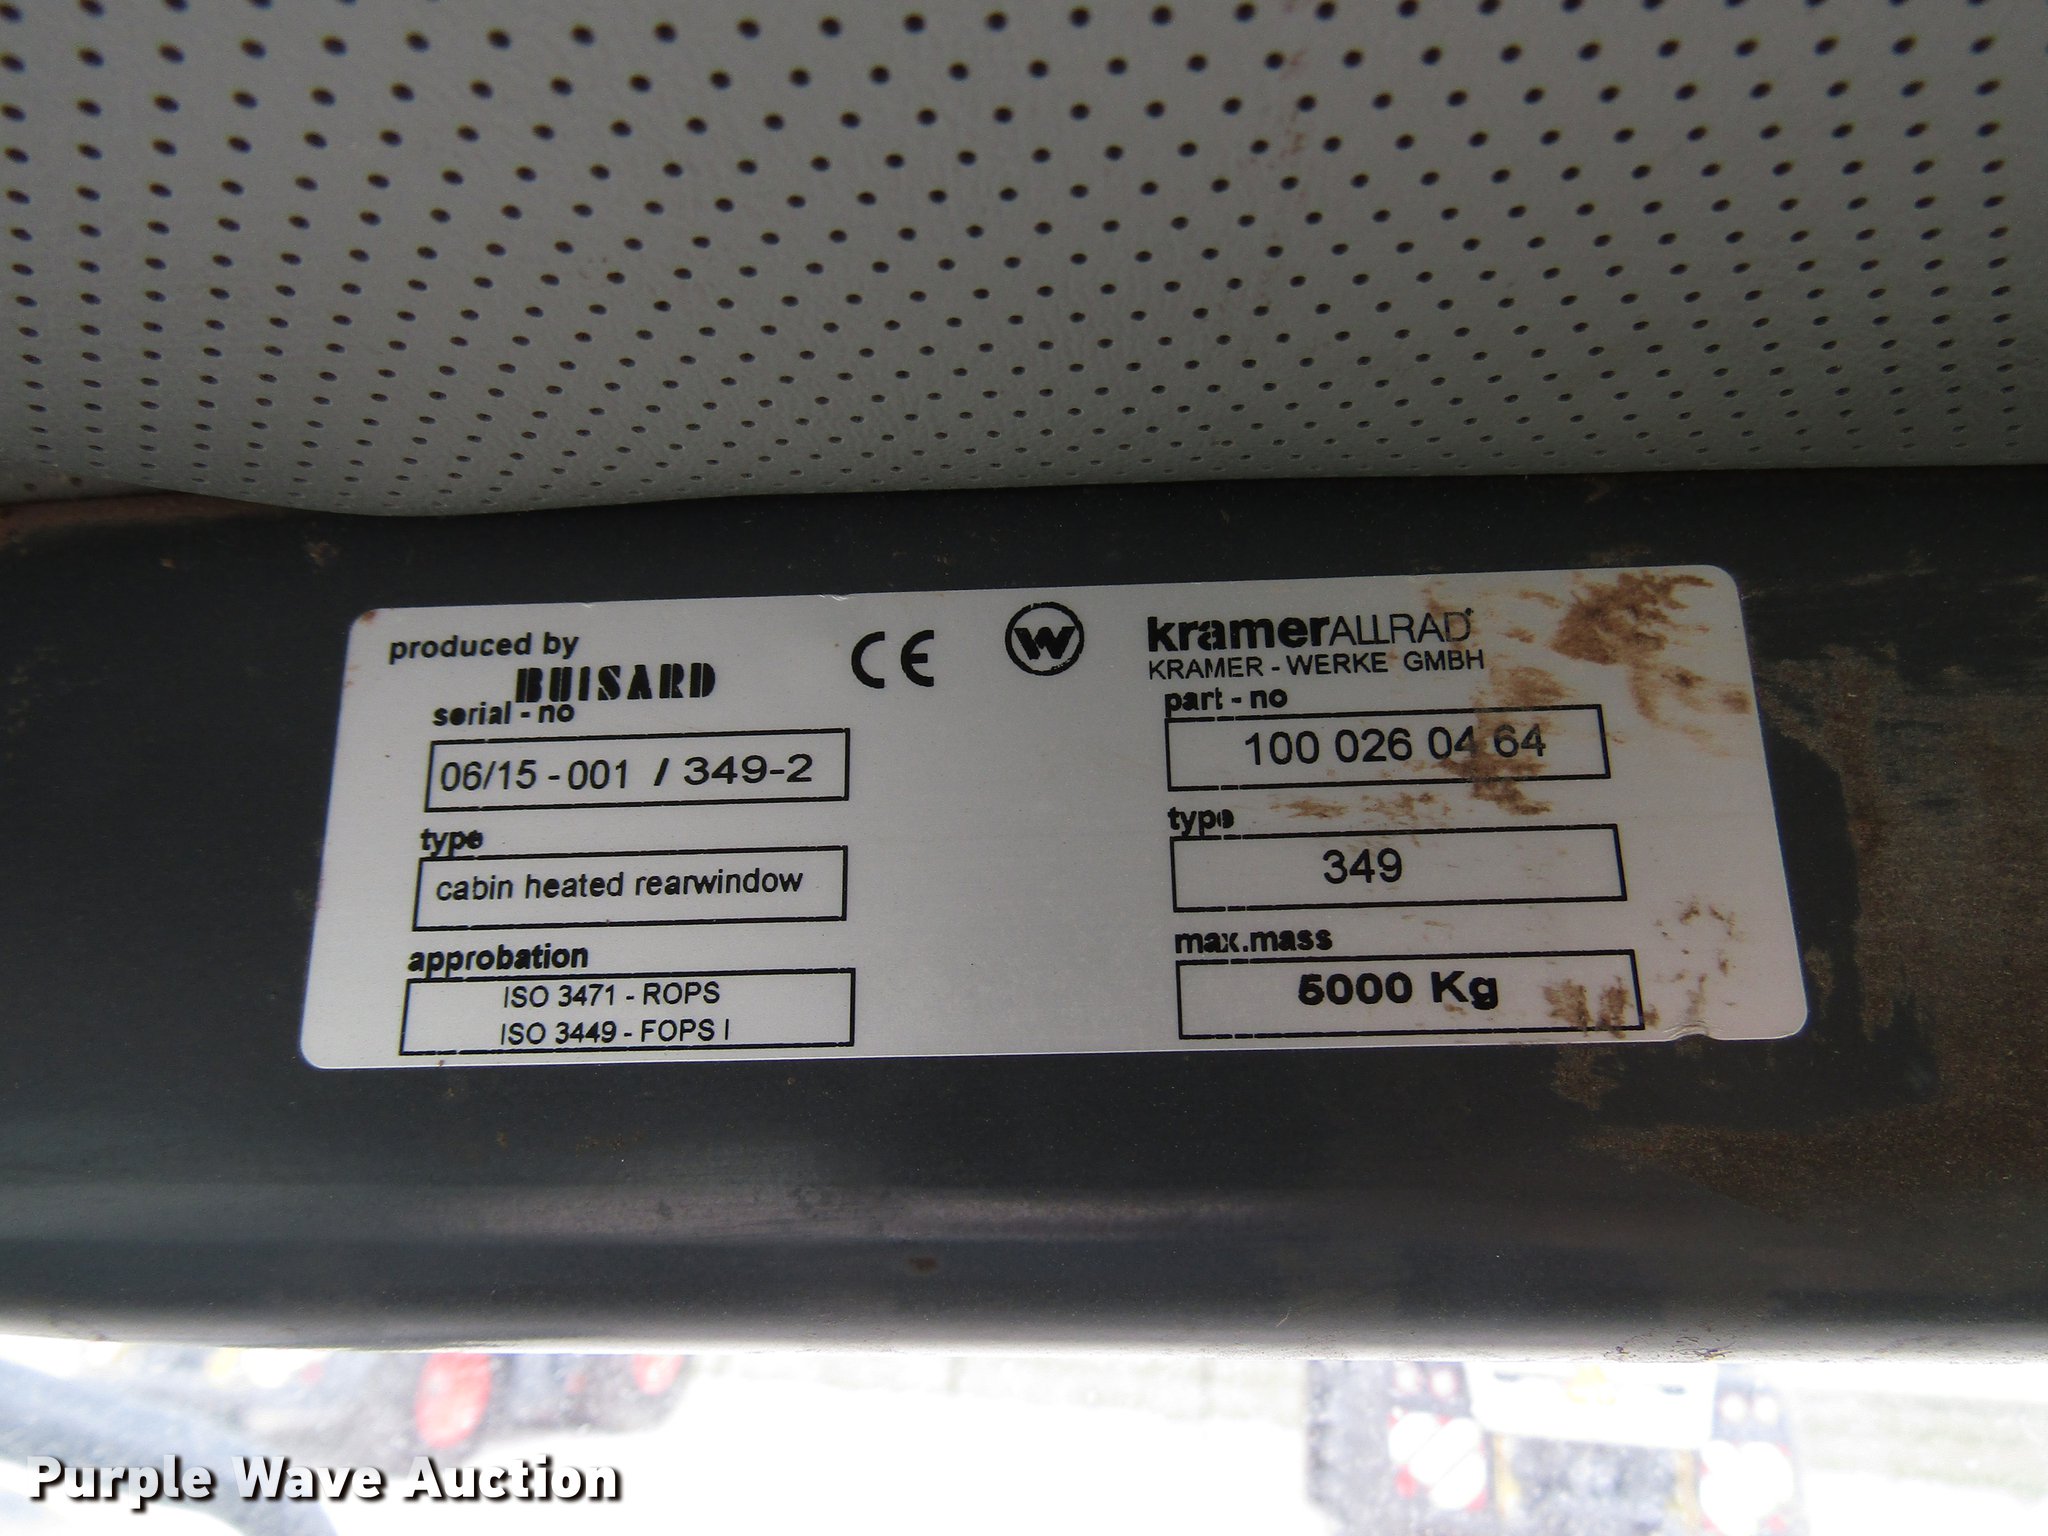 produced by
BUISARD
serial - no
06/15 - 001 / 349-2
type
cabin heated rearwindow
approbation
ISO 3471 - ROPS
ISO 3449 - FOPS I
CE
W
kramerALLRAD
KRAMER - WERKE GMBH
part - no
100 026 04 64
type
349
max.mass
5000 Kg
Purple Wave Auction